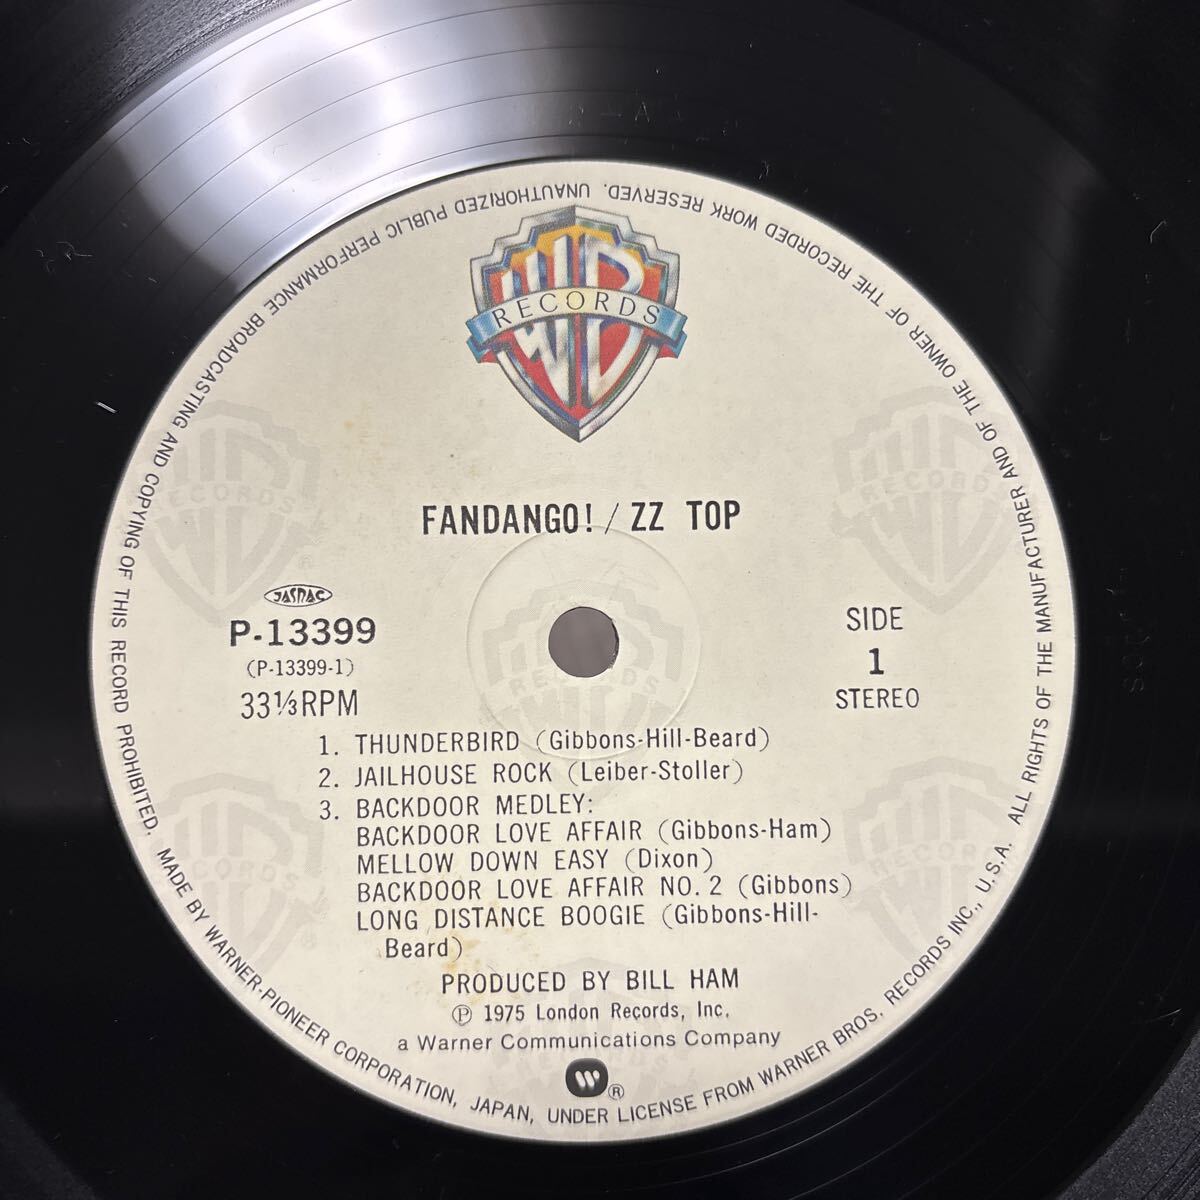 WB
RECORDS
FANDANGO! / ZZ TOP
JASRAC
P-13399
(P-13399-1)
33⅓RPM
SIDE
1
STEREO
1. THUNDERBIRD (Gibbons-Hill-Beard)
2. JAILHOUSE ROCK (Leiber-Stoller)
3. BACKDOOR MEDLEY:
BACKDOOR LOVE AFFAIR (Gibbons-Ham)
MELLOW DOWN EASY (Dixon)
BACKDOOR LOVE AFFAIR NO. 2 (Gibbons)
LONG DISTANCE BOOGIE (Gibbons-Hill-
Beard)
PRODUCED BY BILL HAM
℗ 1975 London Records, Inc.
a Warner Communications Company
®
MADE BY WARNER-PIONEER CORPORATION, JAPAN, UNDER LICENSE FROM WARNER BROS. RECORDS INC., U.S.A. ALL RIGHTS OF THE MANUFACTURER AND OF THE OWNER OF THE RECORDED WORK RESERVED. UNAUTHORIZED PUBLIC PERFORMANCE BROADCASTING AND COPYING OF THIS RECORD PROHIBITED.